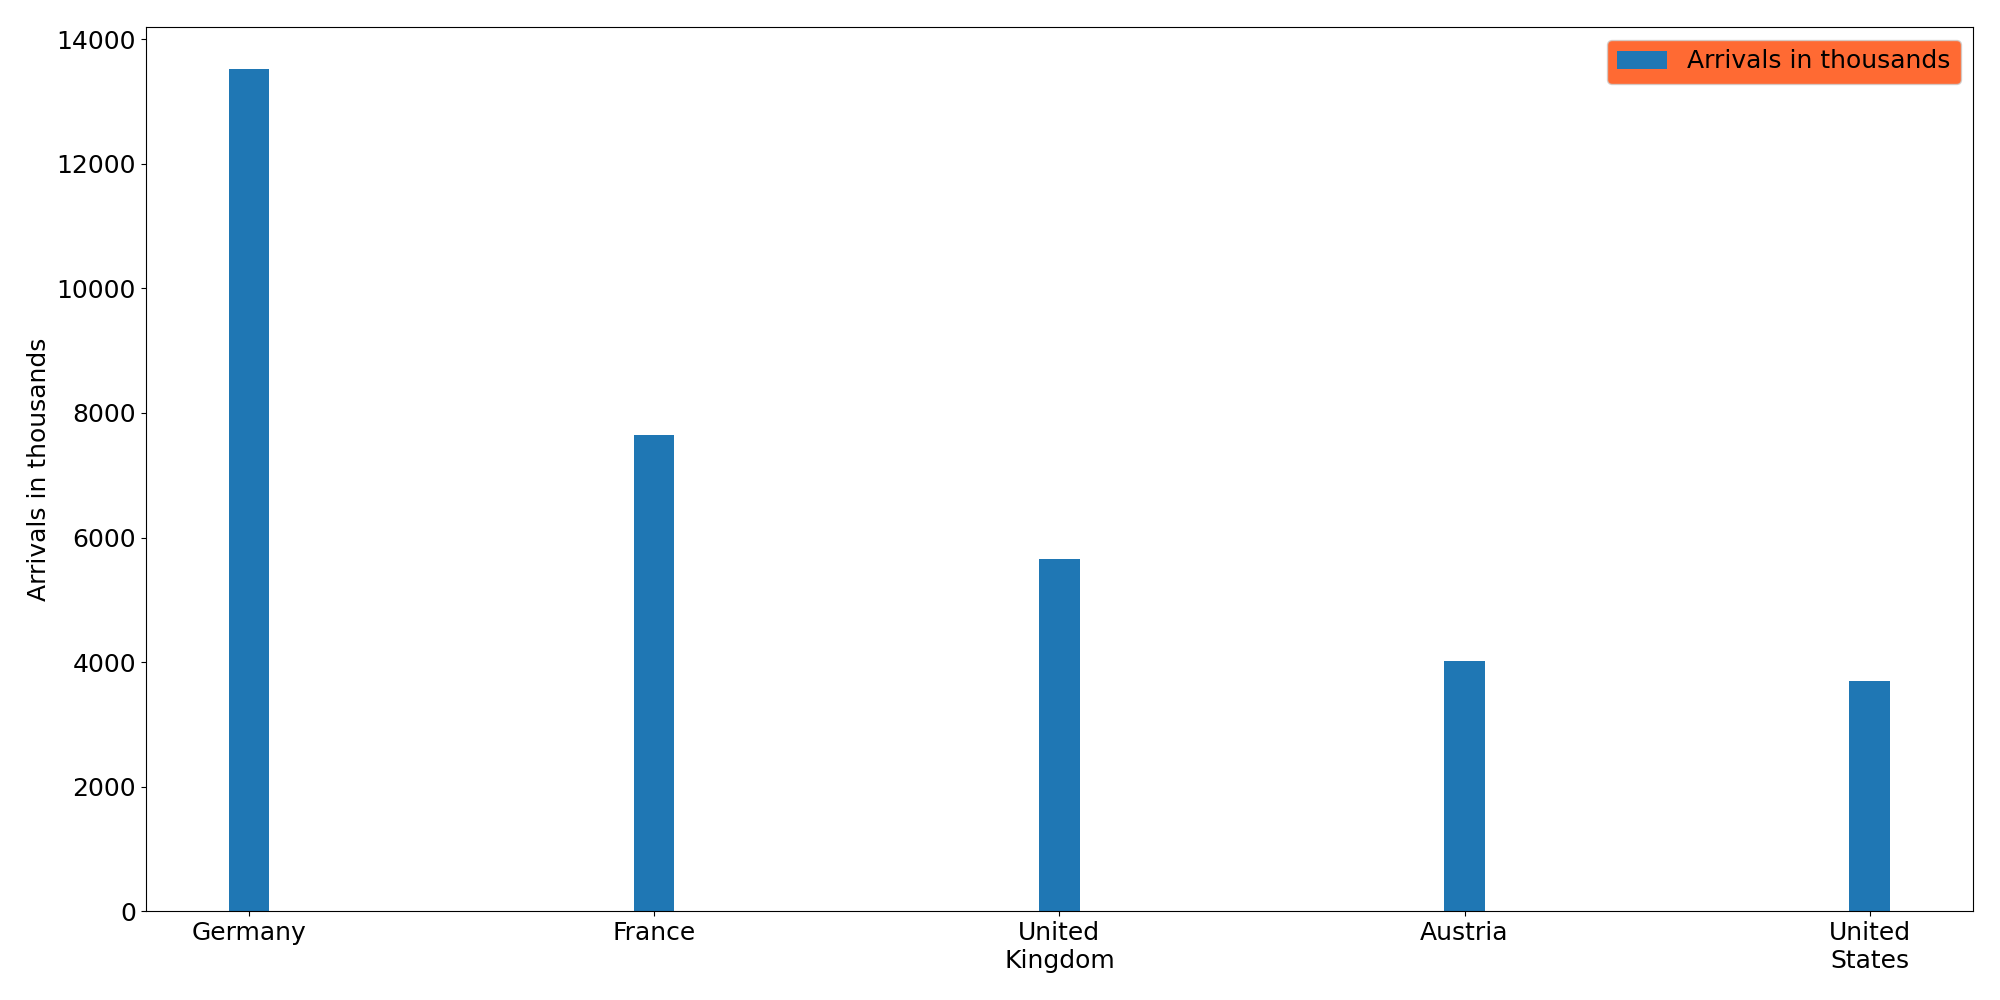 14000
12000
10000
8000
6000
4000
2000
0
Arrivals in thousands
Arrivals in thousands
Germany
France
United
Kingdom
Austria
United
States